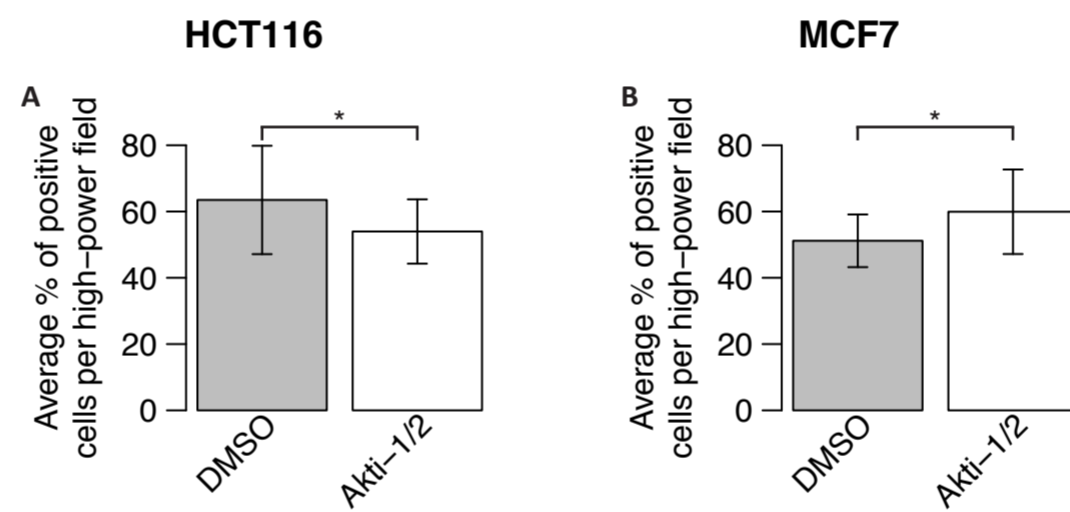 HCT116
A
Average % of positive
cells per high–power field
80
60
40
20
0
*
DMSO
Akti–1/2
MCF7
B
Average % of positive
cells per high–power field
80
60
40
20
0
*
DMSO
Akti–1/2